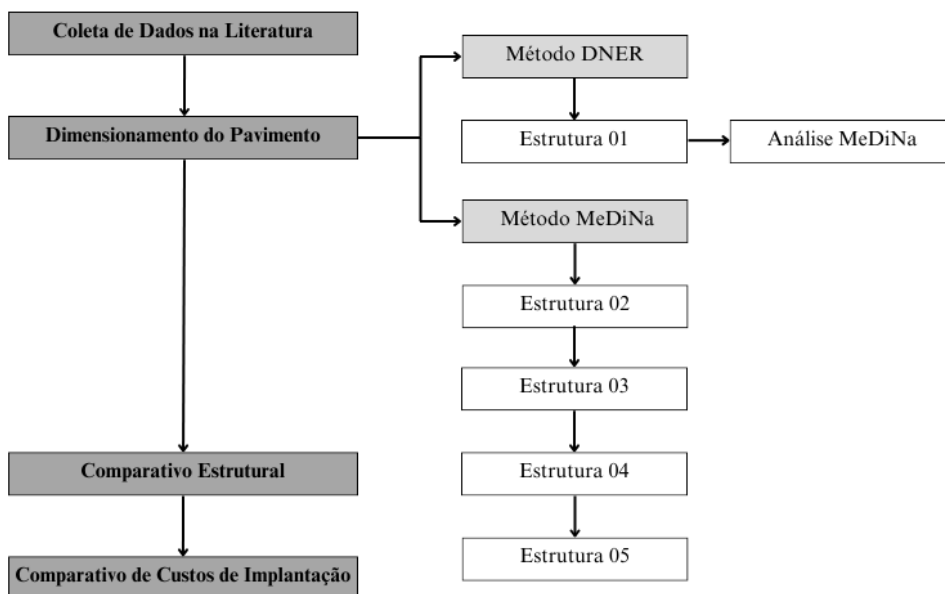 Coleta de Dados na Literatura
Dimensionamento do Pavimento
Comparativo Estrutural
Comparativo de Custos de Implantação
Método DNER
Estrutura 01
Análise MeDiNa
Método MeDiNa
Estrutura 02
Estrutura 03
Estrutura 04
Estrutura 05